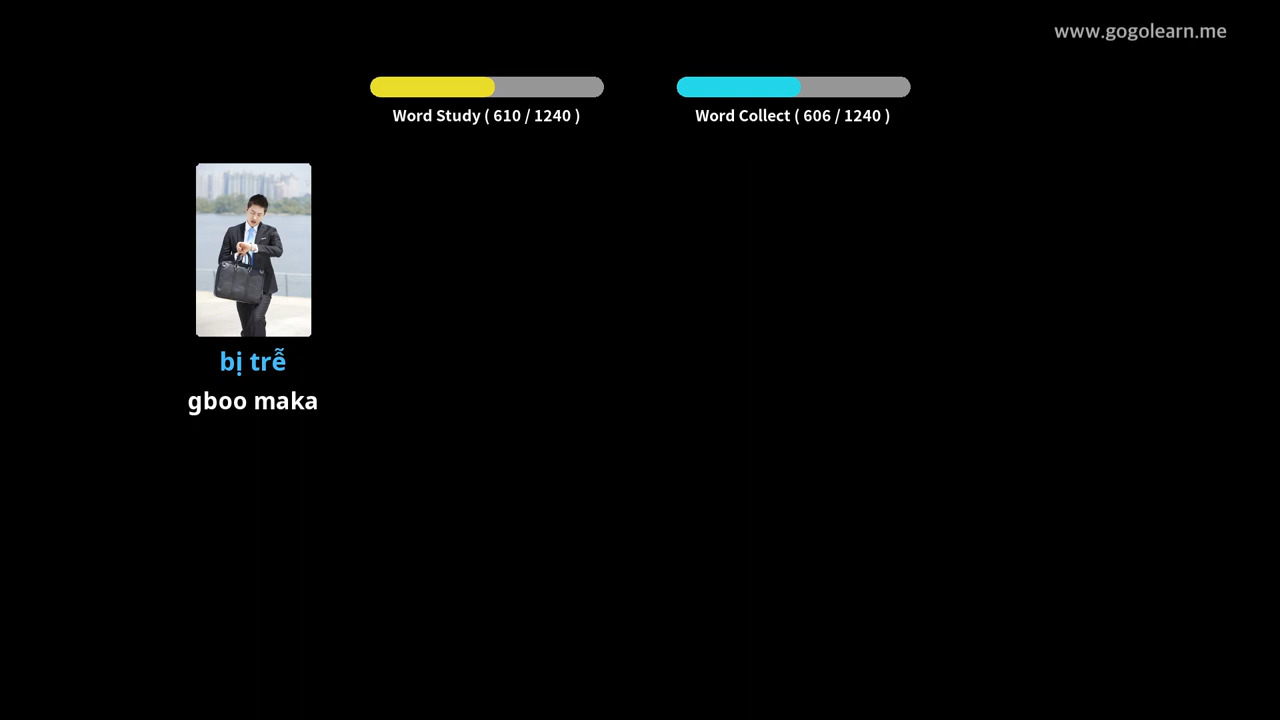 www.gogolearn.me
Word Study ( 610 / 1240 )
Word Collect ( 606 / 1240 )
bị trễ
gboo maka